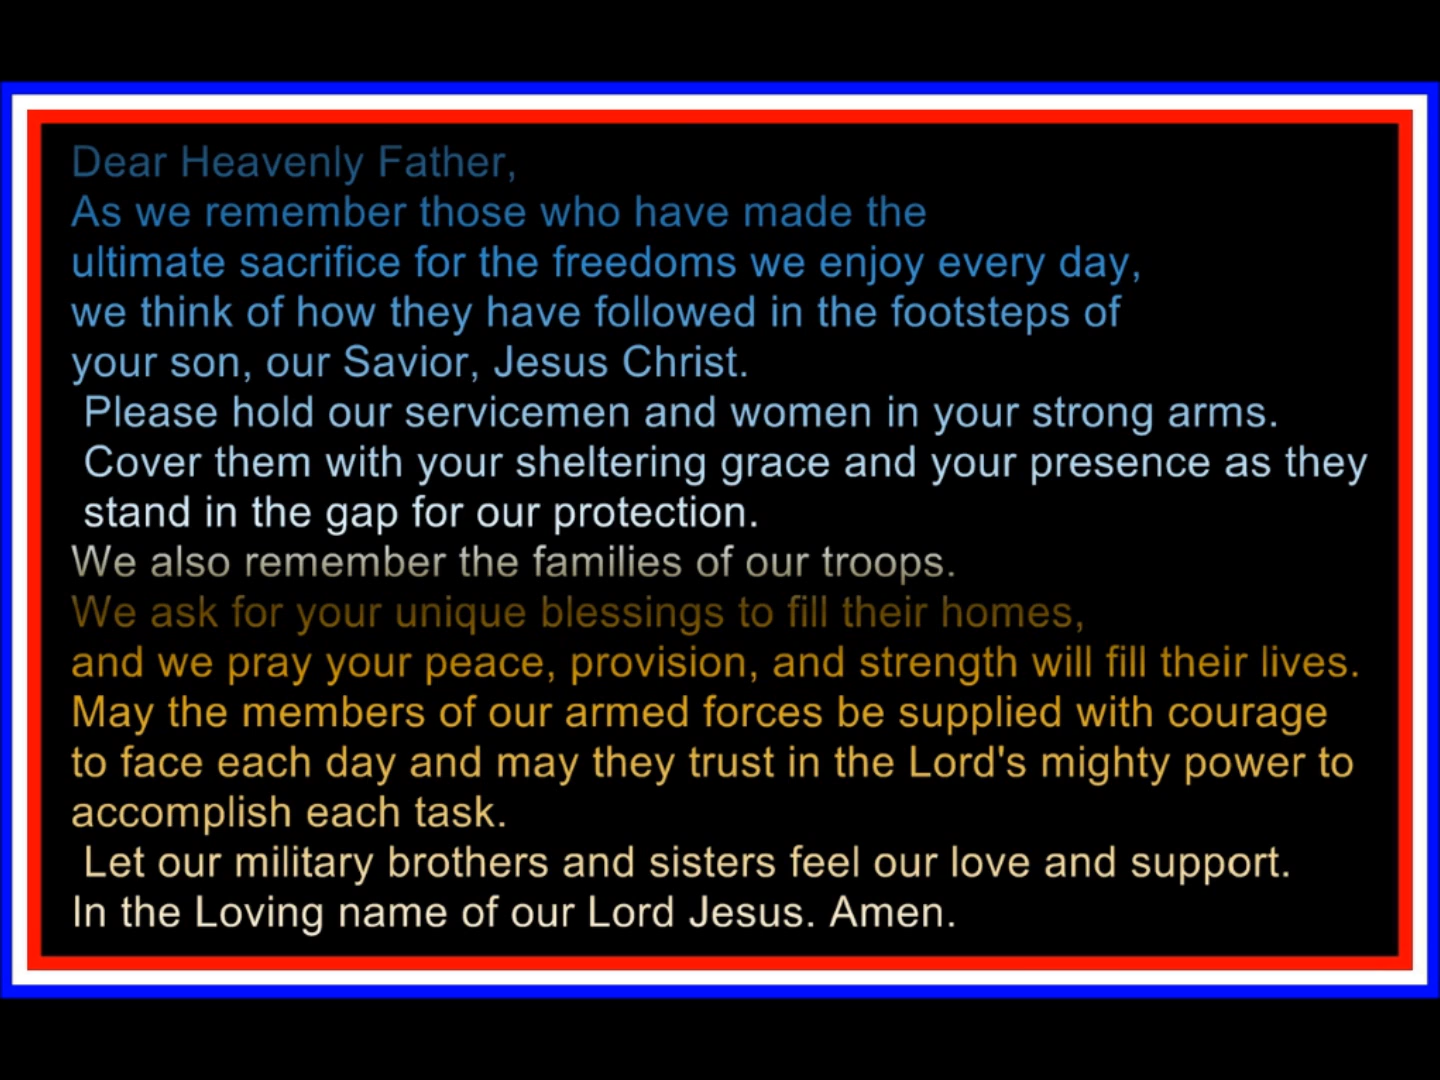 Dear Heavenly Father,
As we remember those who have made the
ultimate sacrifice for the freedoms we enjoy every day,
we think of how they have followed in the footsteps of
your son, our Savior, Jesus Christ.
Please hold our servicemen and women in your strong arms.
Cover them with your sheltering grace and your presence as they
stand in the gap for our protection.
We also remember the families of our troops.
We ask for your unique blessings to fill their homes,
and we pray your peace, provision, and strength will fill their lives.
May the members of our armed forces be supplied with courage
to face each day and may they trust in the Lord's mighty power to
accomplish each task.
Let our military brothers and sisters feel our love and support.
In the Loving name of our Lord Jesus. Amen.